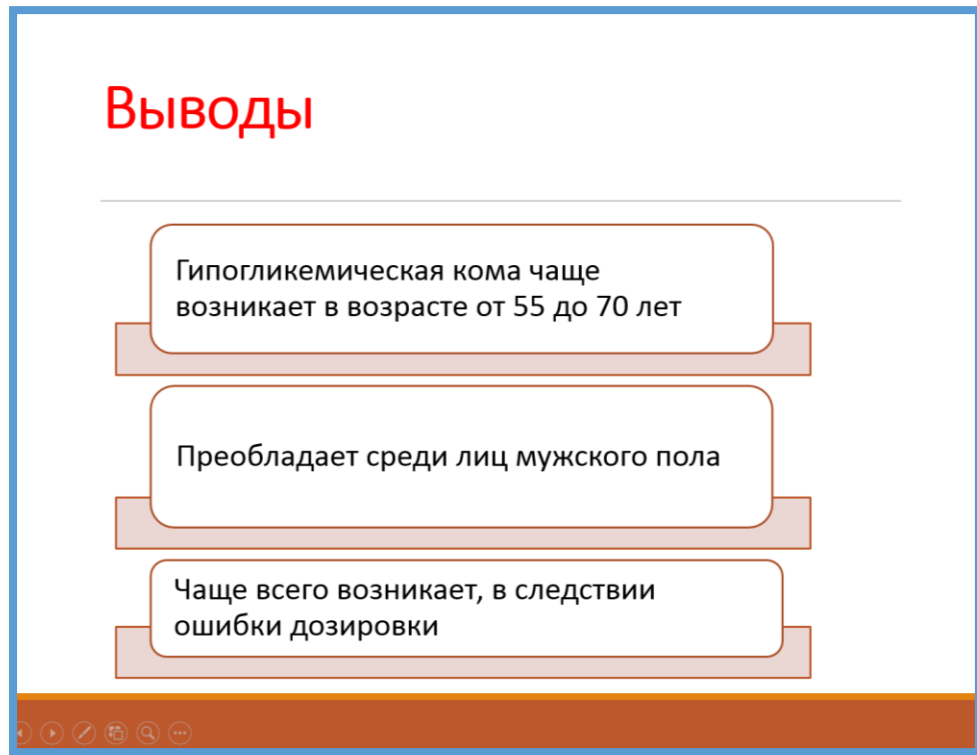 Выводы
Гипогликемическая кома чаще
возникает в возрасте от 55 до 70 лет
Преобладает среди лиц мужского пола
Чаще всего возникает, в следствии
ошибки дозировки